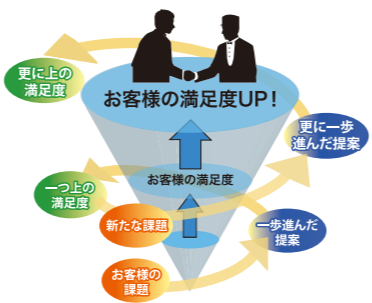 更に上の
満足度
お客様の満足度UP！
更に一歩
進んだ提案
お客様の満足度
一つ上の
満足度
新たな課題
一歩進んだ
提案
お客様の
課題